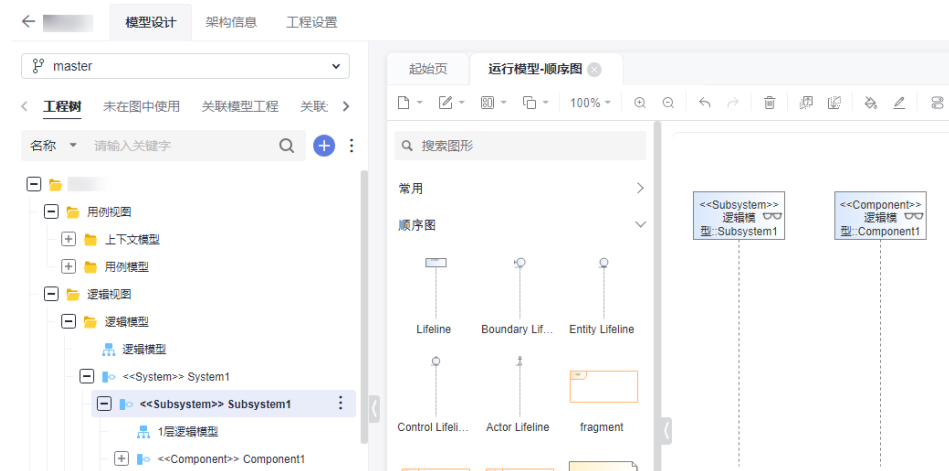 模型设计 架构信息 工程设置
master
起始页 运行模型-顺序图
工程树 未在图中使用 关联模型工程
100%
名称 请输入关键字
搜索图形
常用
顺序图
用例视图
上下文模型
用例模型
逻辑视图
逻辑模型
逻辑模型
<<System>> System1
<<Subsystem>> Subsystem1
1层逻辑模型
<<Component>> Component1
Lifeline Boundary Lif... Entity Lifeline
Control Lifeli... Actor Lifeline fragment
<<Subsystem>>
逻辑模
型::Subsystem1
<<Component>>
逻辑模
型::Component1